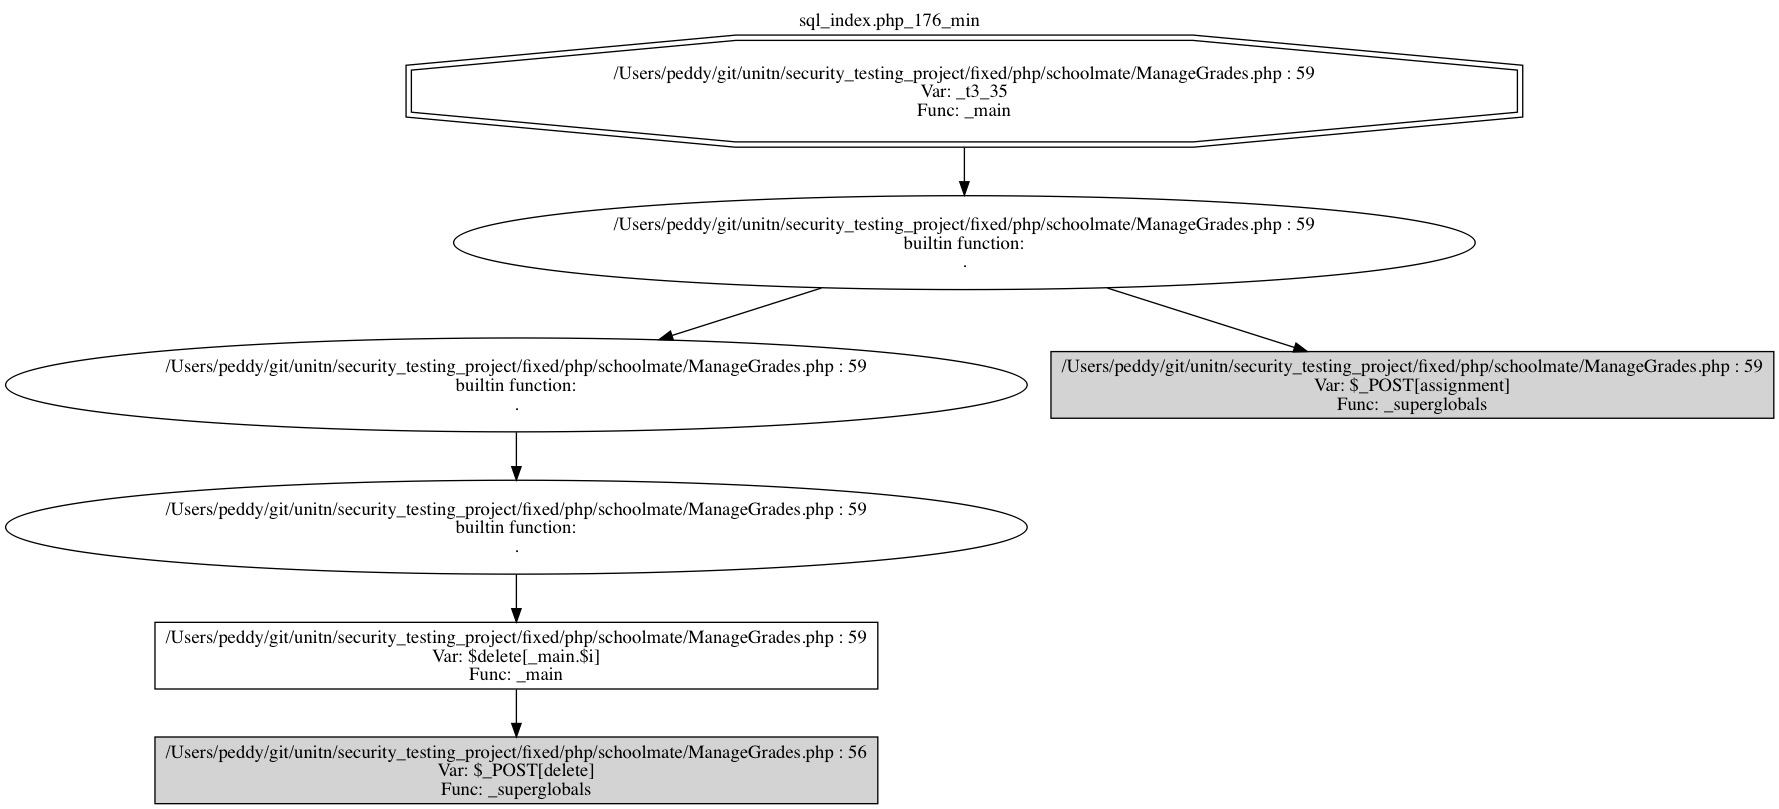 sql_index.php_176_min
/Users/peddy/git/unitn/security_testing_project/fixed/php/schoolmate/ManageGrades.php : 59
Var: _t3_35
Func: _main
/Users/peddy/git/unitn/security_testing_project/fixed/php/schoolmate/ManageGrades.php : 59
builtin function:
.
/Users/peddy/git/unitn/security_testing_project/fixed/php/schoolmate/ManageGrades.php : 59
builtin function:
.
/Users/peddy/git/unitn/security_testing_project/fixed/php/schoolmate/ManageGrades.php : 59
Var: $_POST[assignment]
Func: _superglobals
/Users/peddy/git/unitn/security_testing_project/fixed/php/schoolmate/ManageGrades.php : 59
builtin function:
.
/Users/peddy/git/unitn/security_testing_project/fixed/php/schoolmate/ManageGrades.php : 59
Var: $delete[_main.$i]
Func: _main
/Users/peddy/git/unitn/security_testing_project/fixed/php/schoolmate/ManageGrades.php : 56
Var: $_POST[delete]
Func: _superglobals